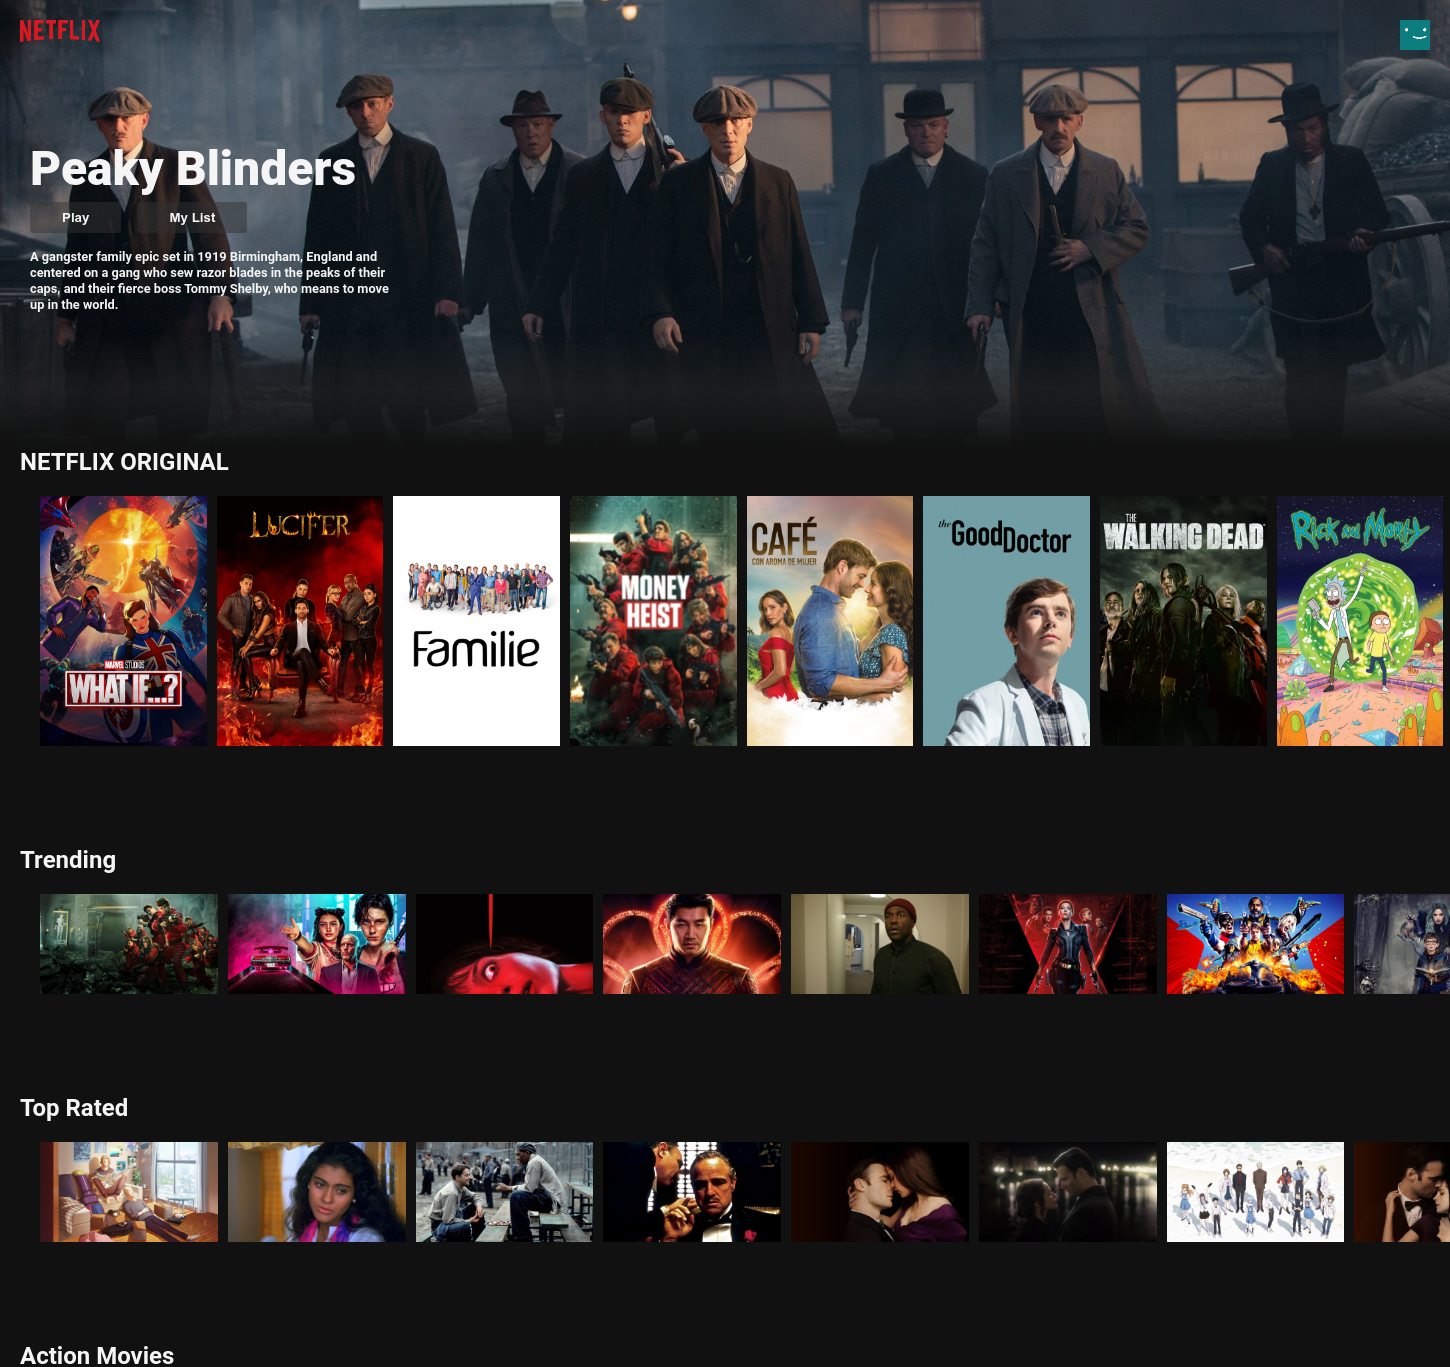 NETFLIX
Peaky Blinders
Play
My List
A gangster family epic set in 1919 Birmingham, England and
centered on a gang who sew razor blades in the peaks of their
caps, and their fierce boss Tommy Shelby, who means to move
up in the world.
NETFLIX ORIGINAL
MARVEL STUDIOS
WHAT IF...?
LUCIFER
Familie
MONEY
HEIST
CAFÉ
CON AROMA DE MUJER
the Good Doctor
THE
WALKING DEAD
Rick and Morty
Trending
Top Rated
Action Movies